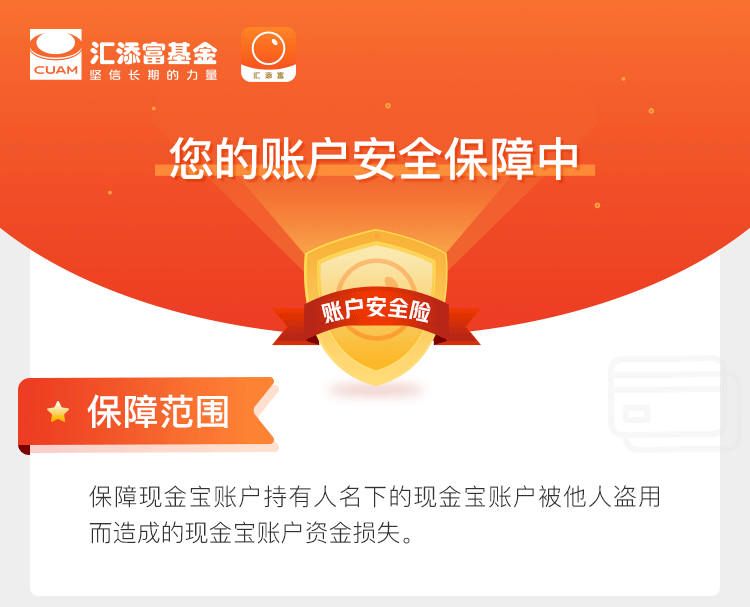 CUAM
汇添富基金
坚信长期的力量
汇添富
您的账户安全保障中
账户安全险
保障范围
保障现金宝账户持有人名下的现金宝账户被他人盗用
而造成的现金宝账户资金损失。